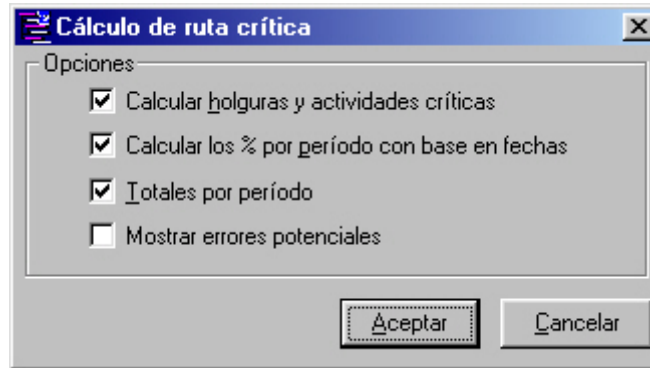 Cálculo de ruta crítica
Opciones
Calcular holguras y actividades críticas
Calcular los % por período con base en fechas
Totales por período
Mostrar errores potenciales
Aceptar
Cancelar